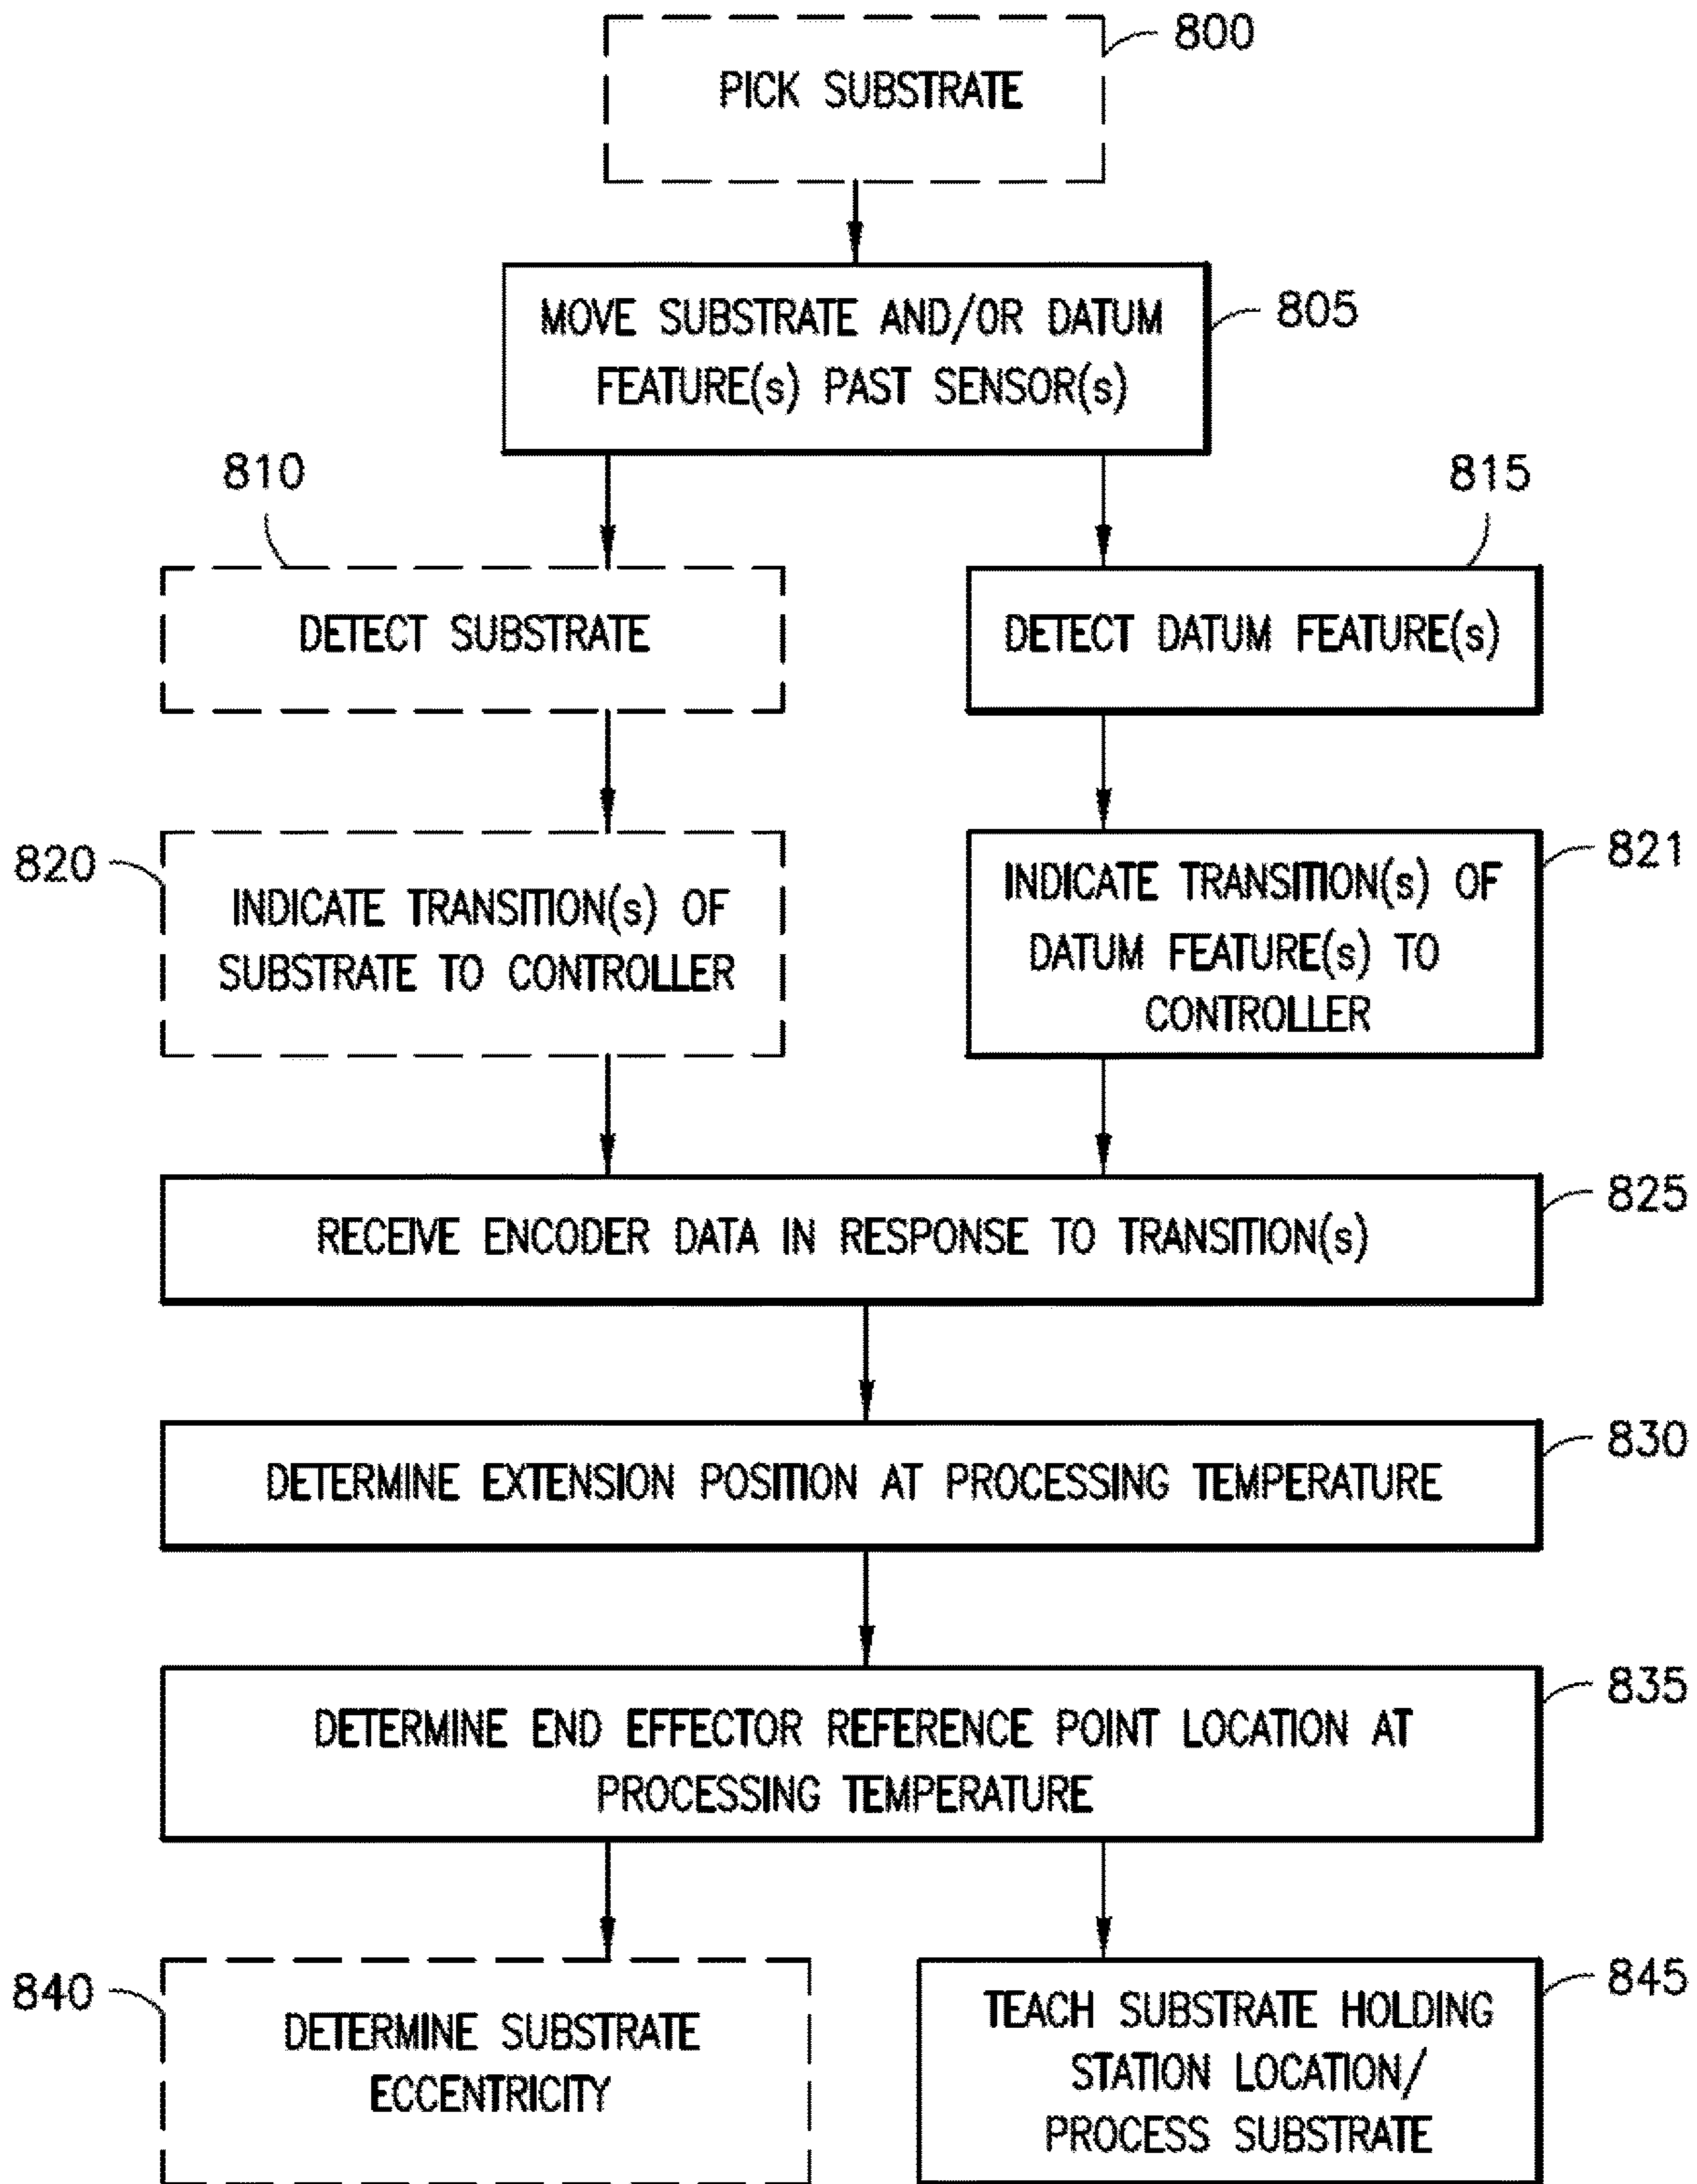 800
PICK SUBSTRATE
MOVE SUBSTRATE AND/OR DATUM
FEATURE(s) PAST SENSOR(s)
805
810
815
DETECT SUBSTRATE
DETECT DATUM FEATURE(s)
820
INDICATE TRANSITION(s) OF
SUBSTRATE TO CONTROLLER
821
INDICATE TRANSITION(s) OF
DATUM FEATURE(s) TO
CONTROLLER
825
RECEIVE ENCODER DATA IN RESPONSE TO TRANSITION(s)
830
DETERMINE EXTENSION POSITION AT PROCESSING TEMPERATURE
835
DETERMINE END EFFECTOR REFERENCE POINT LOCATION AT
PROCESSING TEMPERATURE
840
DETERMINE SUBSTRATE
ECCENTRICITY
845
TEACH SUBSTRATE HOLDING
STATION LOCATION/
PROCESS SUBSTRATE